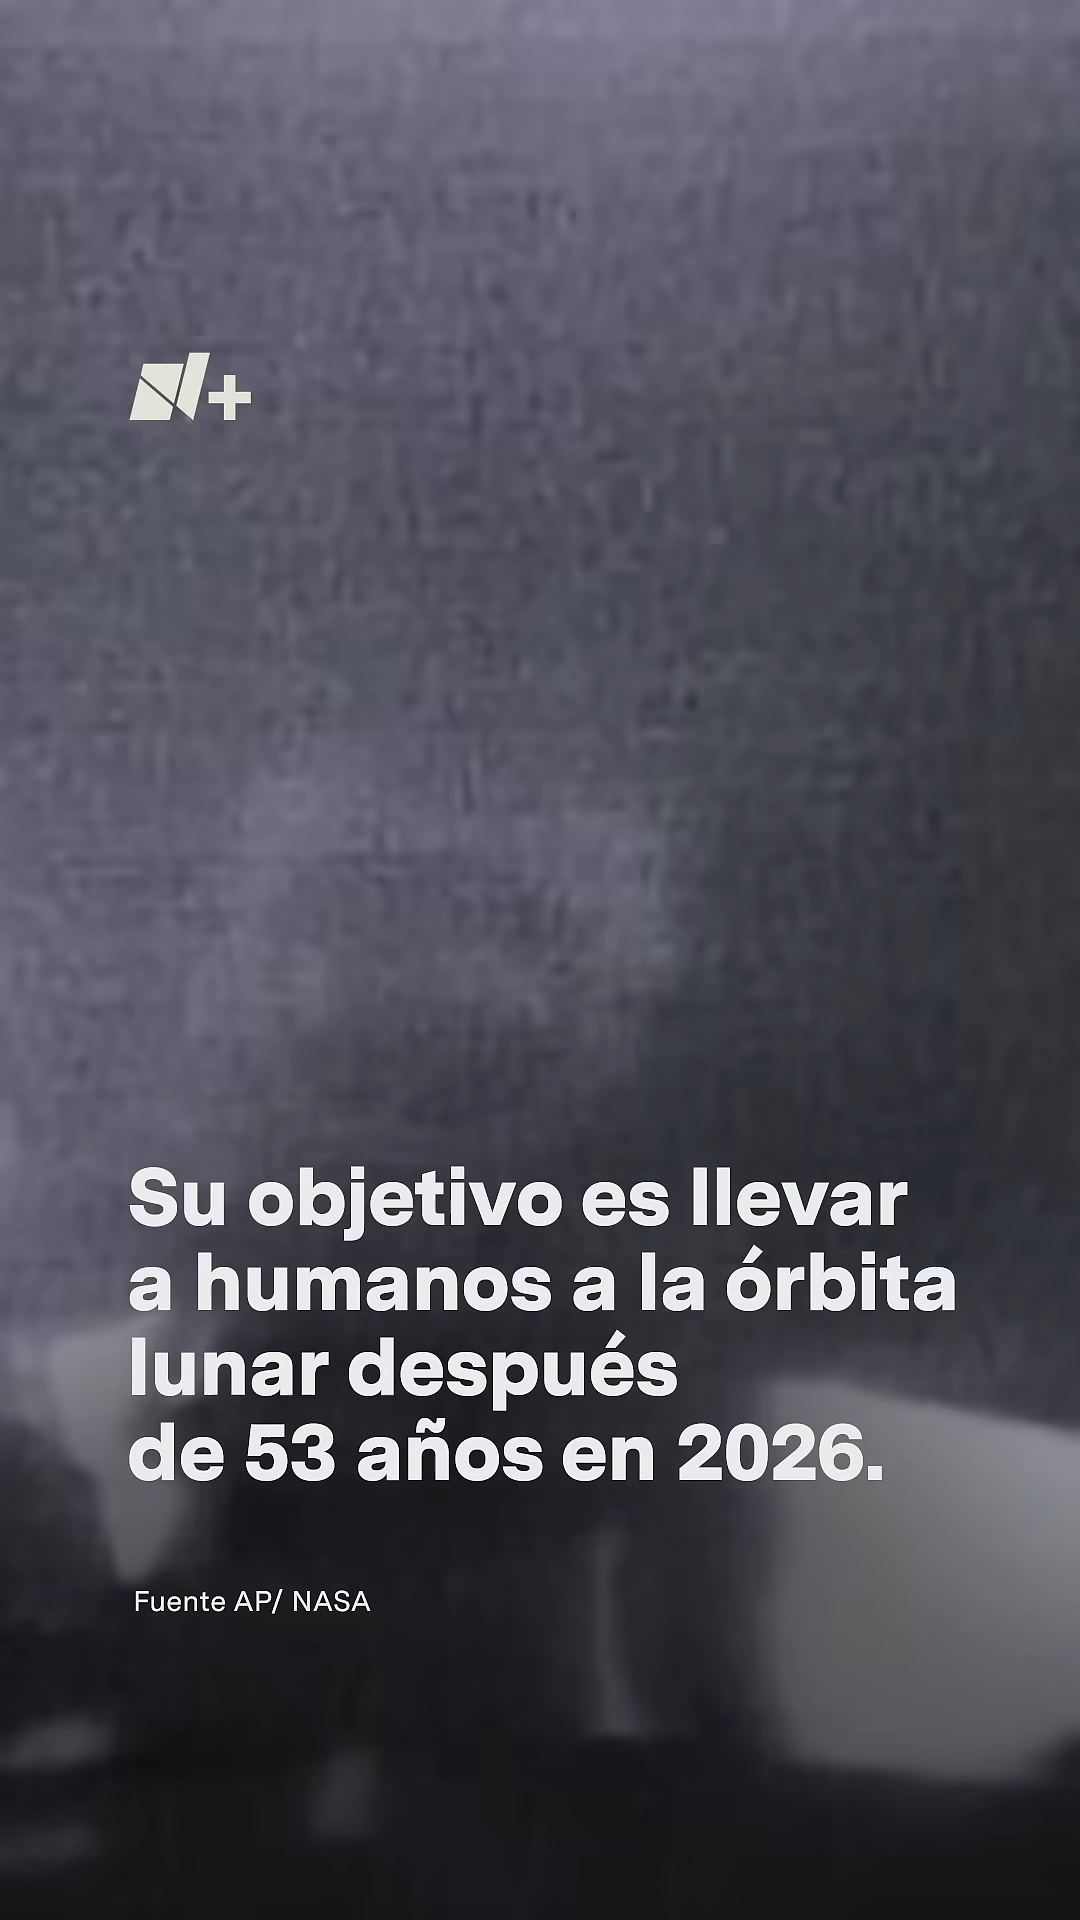 N+
Su objetivo es llevar
a humanos a la órbita
lunar después
de 53 años en 2026.
Fuente AP/ NASA